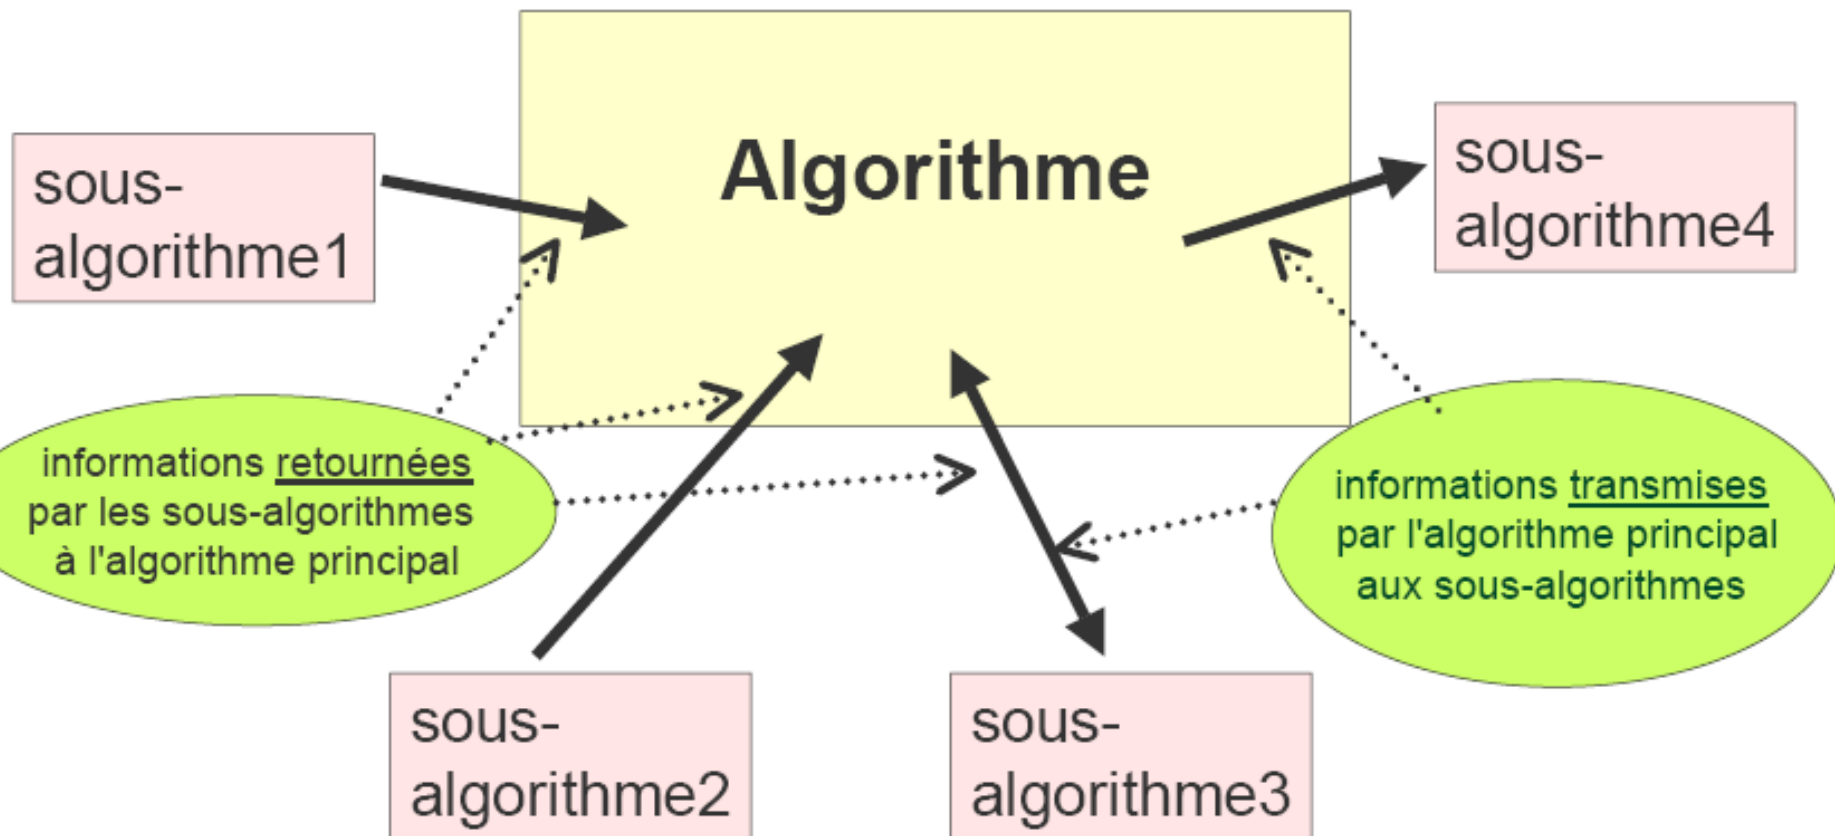 Algorithme
sous-
algorithme1
sous-
algorithme4
informations retournées
par les sous-algorithmes
à l'algorithme principal
informations transmises
par l'algorithme principal
aux sous-algorithmes
sous-
algorithme2
sous-
algorithme3